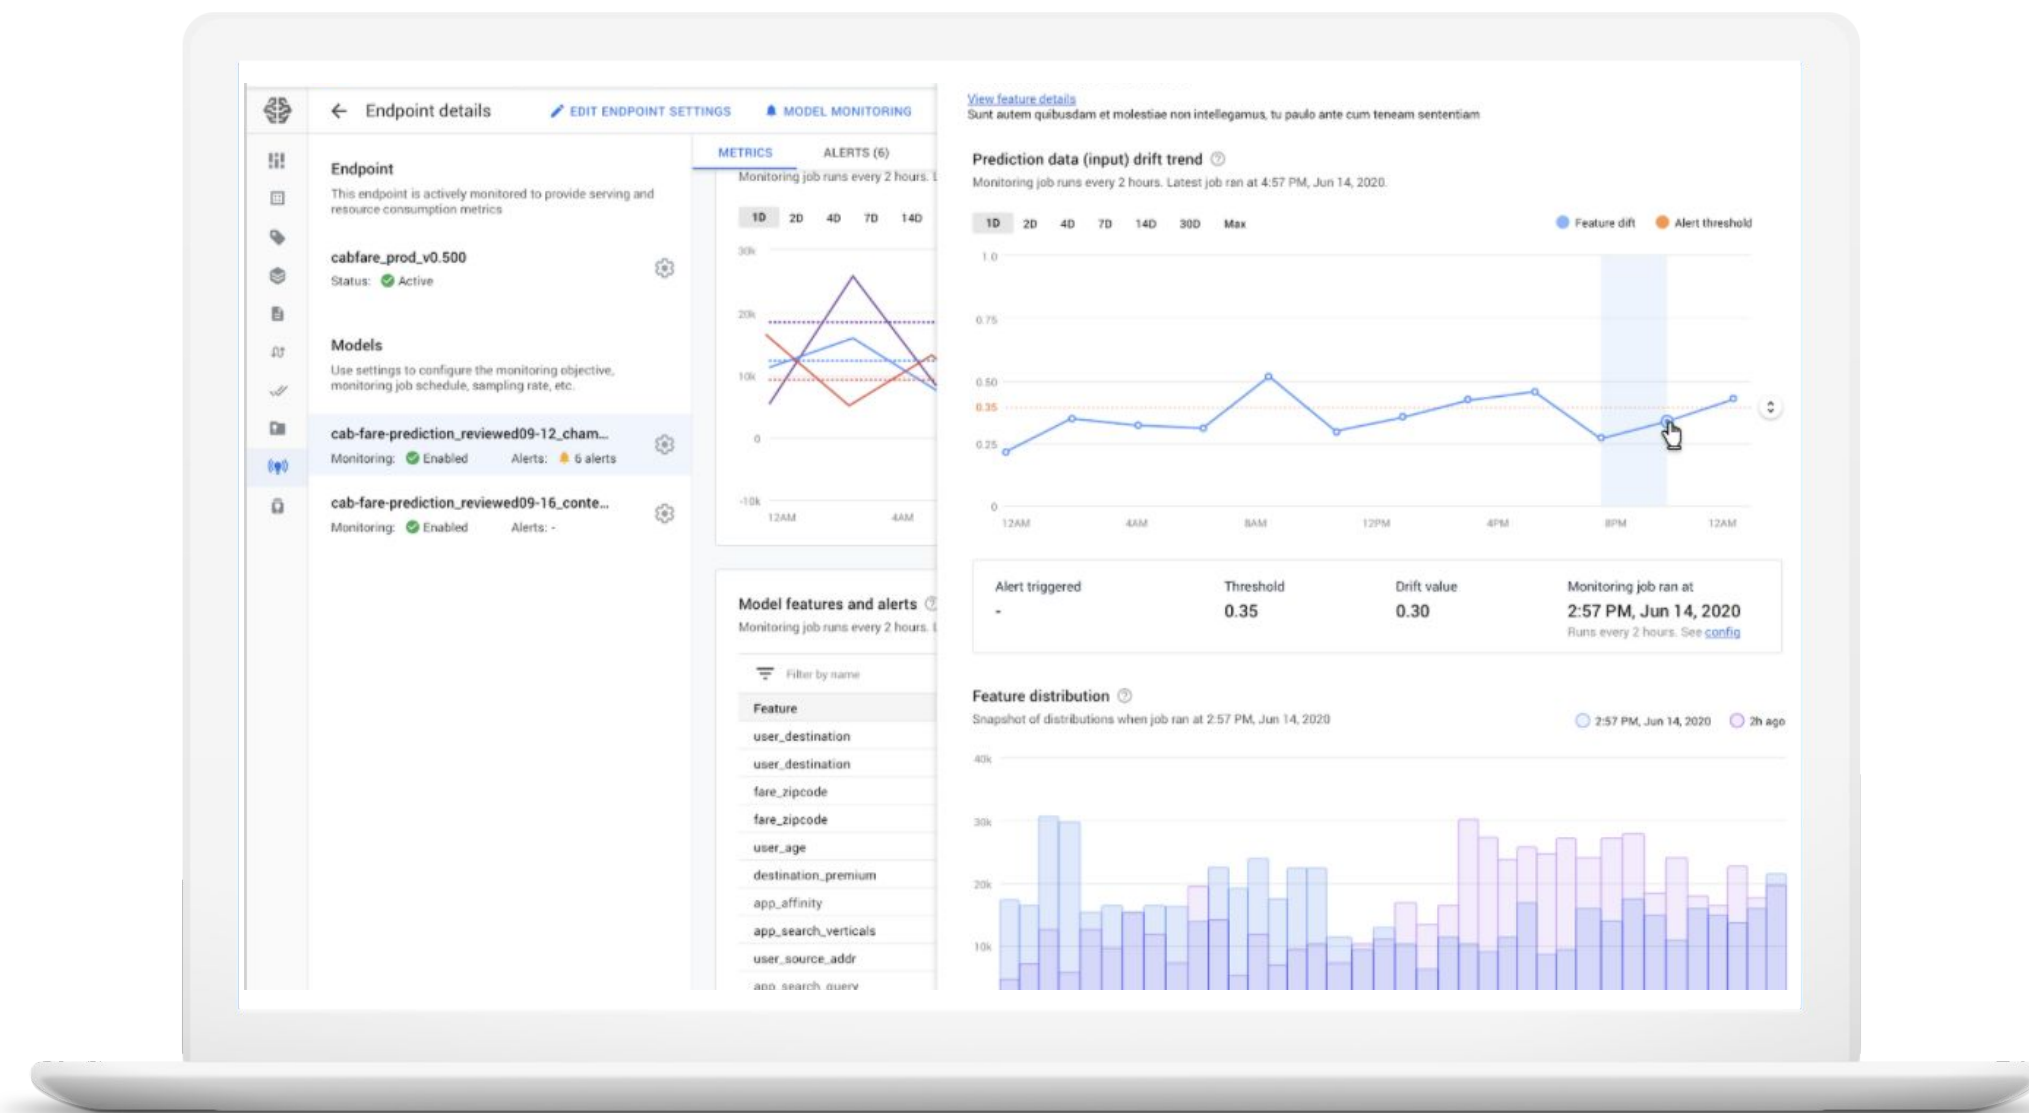 Endpoint details
EDIT ENDPOINT SETTINGS
MODEL MONITORING
Endpoint
This endpoint is actively monitored to provide serving and
resource consumption metrics
cabfare_prod_v0.500
Status: Active
Models
Use settings to configure the monitoring objective,
monitoring job schedule, sampling rate, etc.
cab-fare-prediction_reviewed09-12_cham...
Monitoring: Enabled Alerts: 6 alerts
cab-fare-prediction_reviewed09-16_conte...
Monitoring: Enabled Alerts: -
METRICS ALERTS (6)
Monitoring job runs every 2 hours.
1D 2D 4D 7D 14D
30k
20k
10k
0
-10k
12AM 4AM
Model features and alerts
Monitoring job runs every 2 hours.
Filter by name
Feature
user_destination
user_destination
fare_zipcode
fare_zipcode
user_age
destination_premium
app_affinity
app_search_verticals
user_source_addr
app_search_query
View feature details
Sunt autem quibusdam et molestiae non intellegamus, tu paulo ante cum teneam sententiam
Prediction data (input) drift trend
Monitoring job runs every 2 hours. Latest job ran at 4:57 PM, Jun 14, 2020.
1D 2D 4D 7D 14D 30D Max
Feature dift Alert threshold
1.0
0.75
0.50
0.35
0.25
0
12AM 4AM 8AM 12PM 4PM 8PM 12AM
Alert triggered Threshold Drift value Monitoring job ran at
- 0.35 0.30 2:57 PM, Jun 14, 2020
Runs every 2 hours. See config
Feature distribution
Snapshot of distributions when job ran at 2:57 PM, Jun 14, 2020
2:57 PM, Jun 14, 2020 2h ago
40k
30k
20k
10k